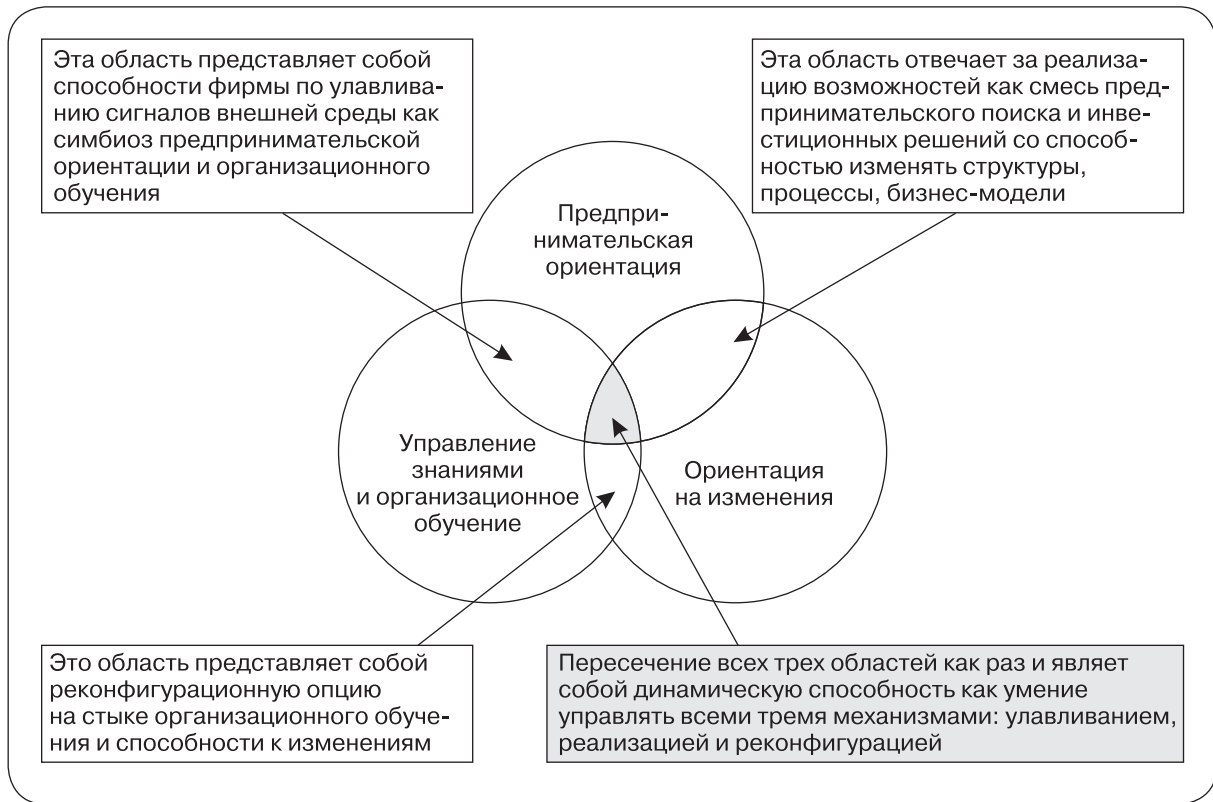 Эта область представляет собой
способности фирмы по улавлива-
нию сигналов внешней среды как
симбиоз предпринимательской
ориентации и организационного
обучения
Эта область отвечает за реализа-
цию возможностей как смесь пред-
принимательского поиска и инве-
стиционных решений со способ-
ностью изменять структуры,
процессы, бизнес-модели
Предпри-
нимательская
ориентация
Управление
знаниями
и организационное
обучение
Ориентация
на изменения
Это область представляет собой
реконфигурационную опцию
на стыке организационного обуче-
ния и способности к изменениям
Пересечение всех трех областей как раз и являет
собой динамическую способность как умение
управлять всеми тремя механизмами: улавливанием,
реализацией и реконфигурацией